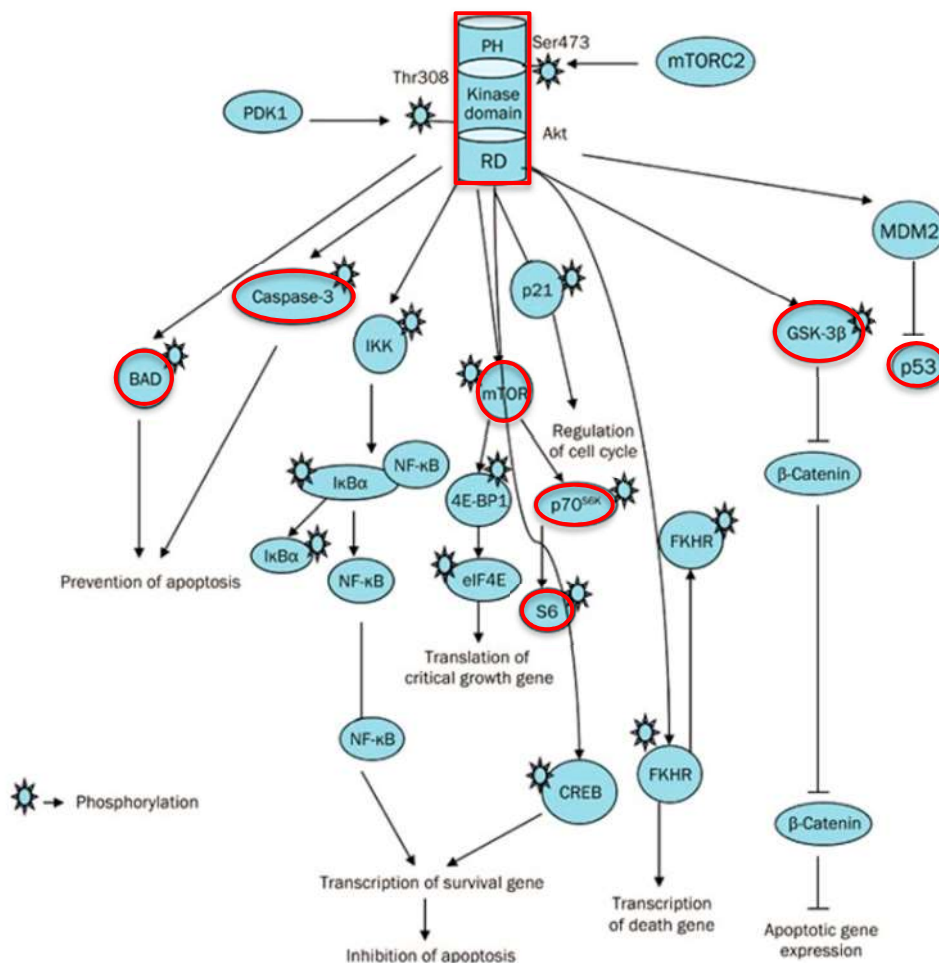 PH
Ser473
mTORC2
Thr308
Kinase
domain
PDK1
Akt
RD
MDM2
Caspase-3
p21
IKK
GSK-3β
p53
BAD
mTOR
Regulation
of cell cycle
NF-κB
IκBα
4E-BP1
p70S6K
β-Catenin
FKHR
IκBα
NF-κB
eIF4E
Prevention of apoptosis
S6
Translation of
critical growth gene
NF-κB
CREB
FKHR
Phosphorylation
β-Catenin
Transcription of survival gene
Transcription
of death gene
Apoptotic gene
expression
Inhibition of apoptosis